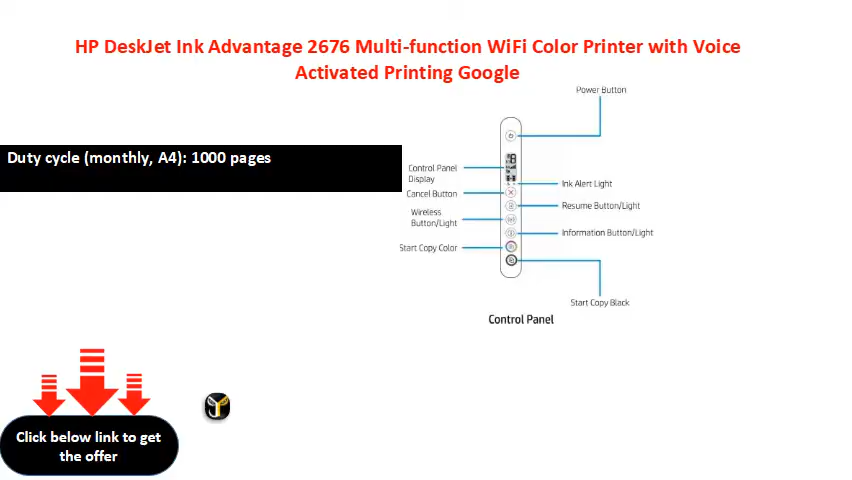 HP DeskJet Ink Advantage 2676 Multi-function WiFi Color Printer with Voice
Activated Printing Google
Power Button
Duty cycle (monthly, A4): 1000 pages
Control Panel
Display
Ink Alert Light
Cancel Button
Resume Button/Light
Wireless
Button/Light
Information Button/Light
Start Copy Color
Start Copy Black
Control Panel
Click below link to get
the offer